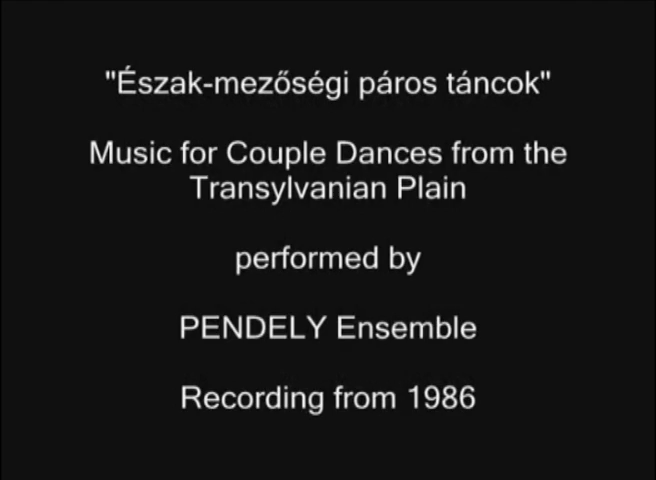 "Észak-mezőségi páros táncok"
Music for Couple Dances from the
Transylvanian Plain
performed by
PENDELY Ensemble
Recording from 1986